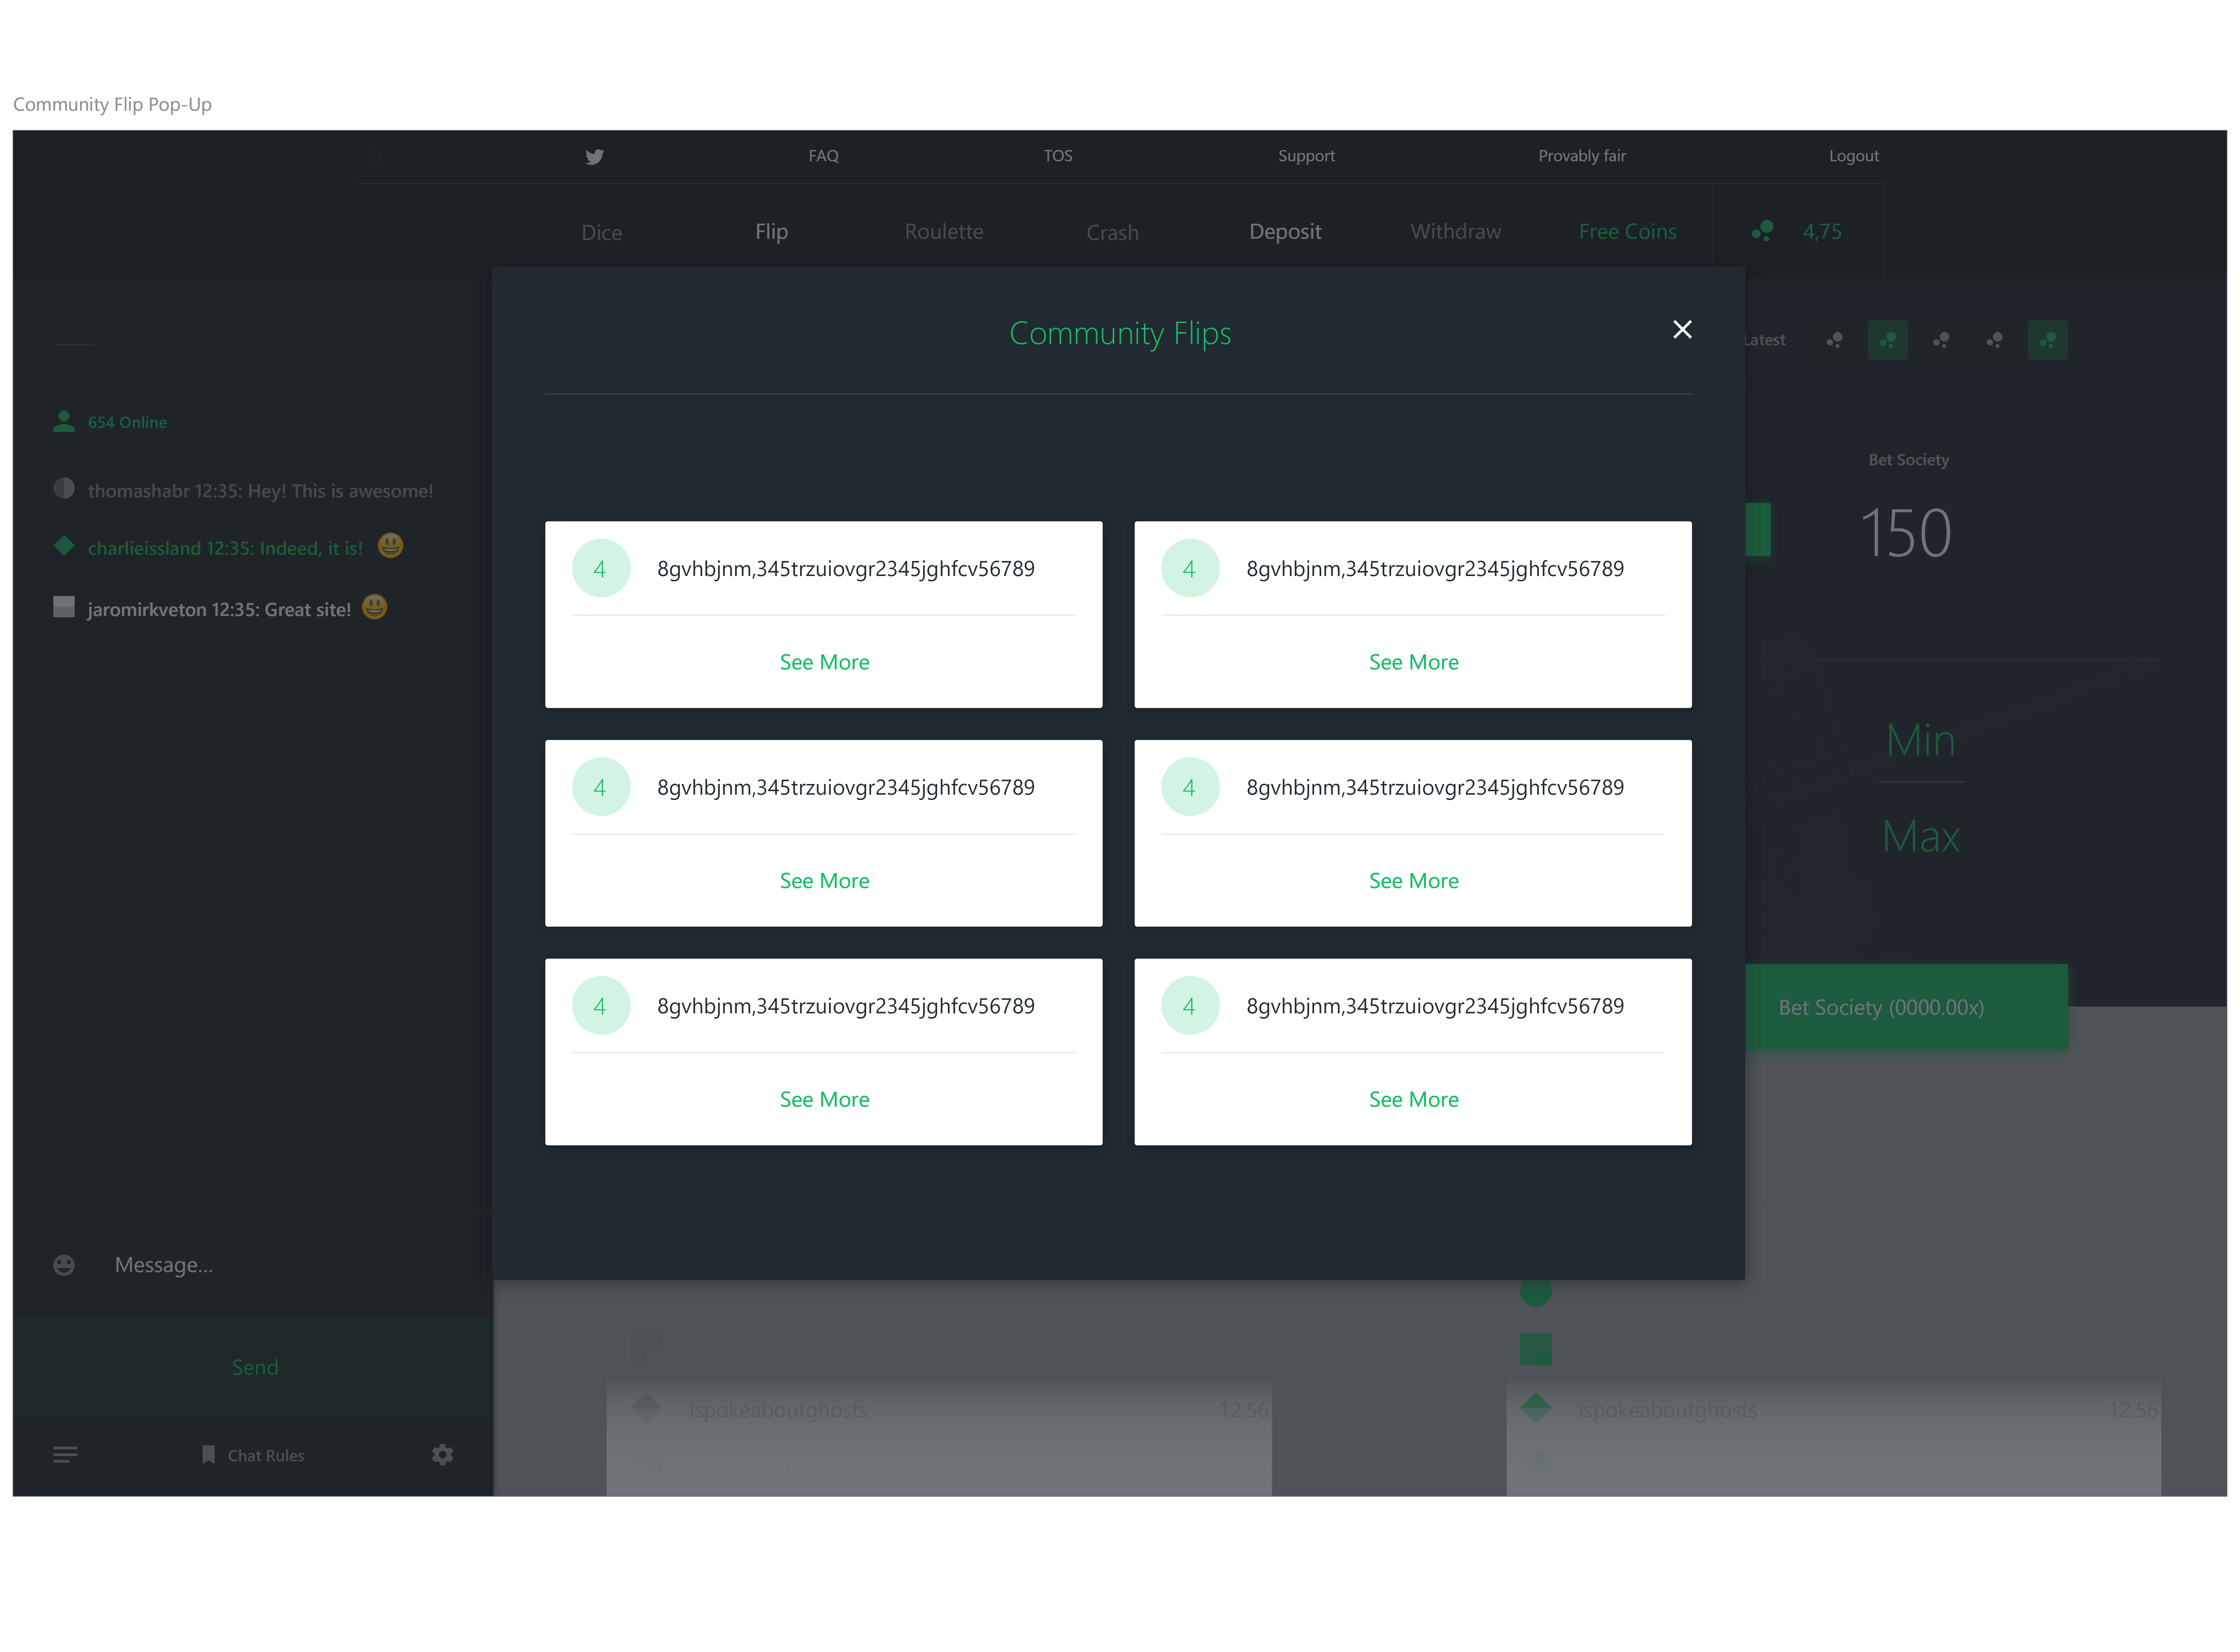 Community Flip Pop-Up
FAQ TOS Support Provably fair Logout
Dice Flip Roulette Crash Deposit Withdraw Free Coins 4,75
Community Flips
Latest
654 Online
thomashabr 12:35: Hey! This is awesome!
charlieissland 12:35: Indeed, it is! 😃
jaromirkveton 12:35: Great site! 😃
Bet Society
150
4 8gvhbjnm,345trzuiovgr2345jghfcv56789
See More
4 8gvhbjnm,345trzuiovgr2345jghfcv56789
See More
4 8gvhbjnm,345trzuiovgr2345jghfcv56789
See More
4 8gvhbjnm,345trzuiovgr2345jghfcv56789
See More
4 8gvhbjnm,345trzuiovgr2345jghfcv56789
See More
4 8gvhbjnm,345trzuiovgr2345jghfcv56789
See More
Min
Max
Bet Society (0000.00x)
Message...
Send
Chat Rules
ispokeaboutghosts 12.56
ispokeaboutghosts 12.56